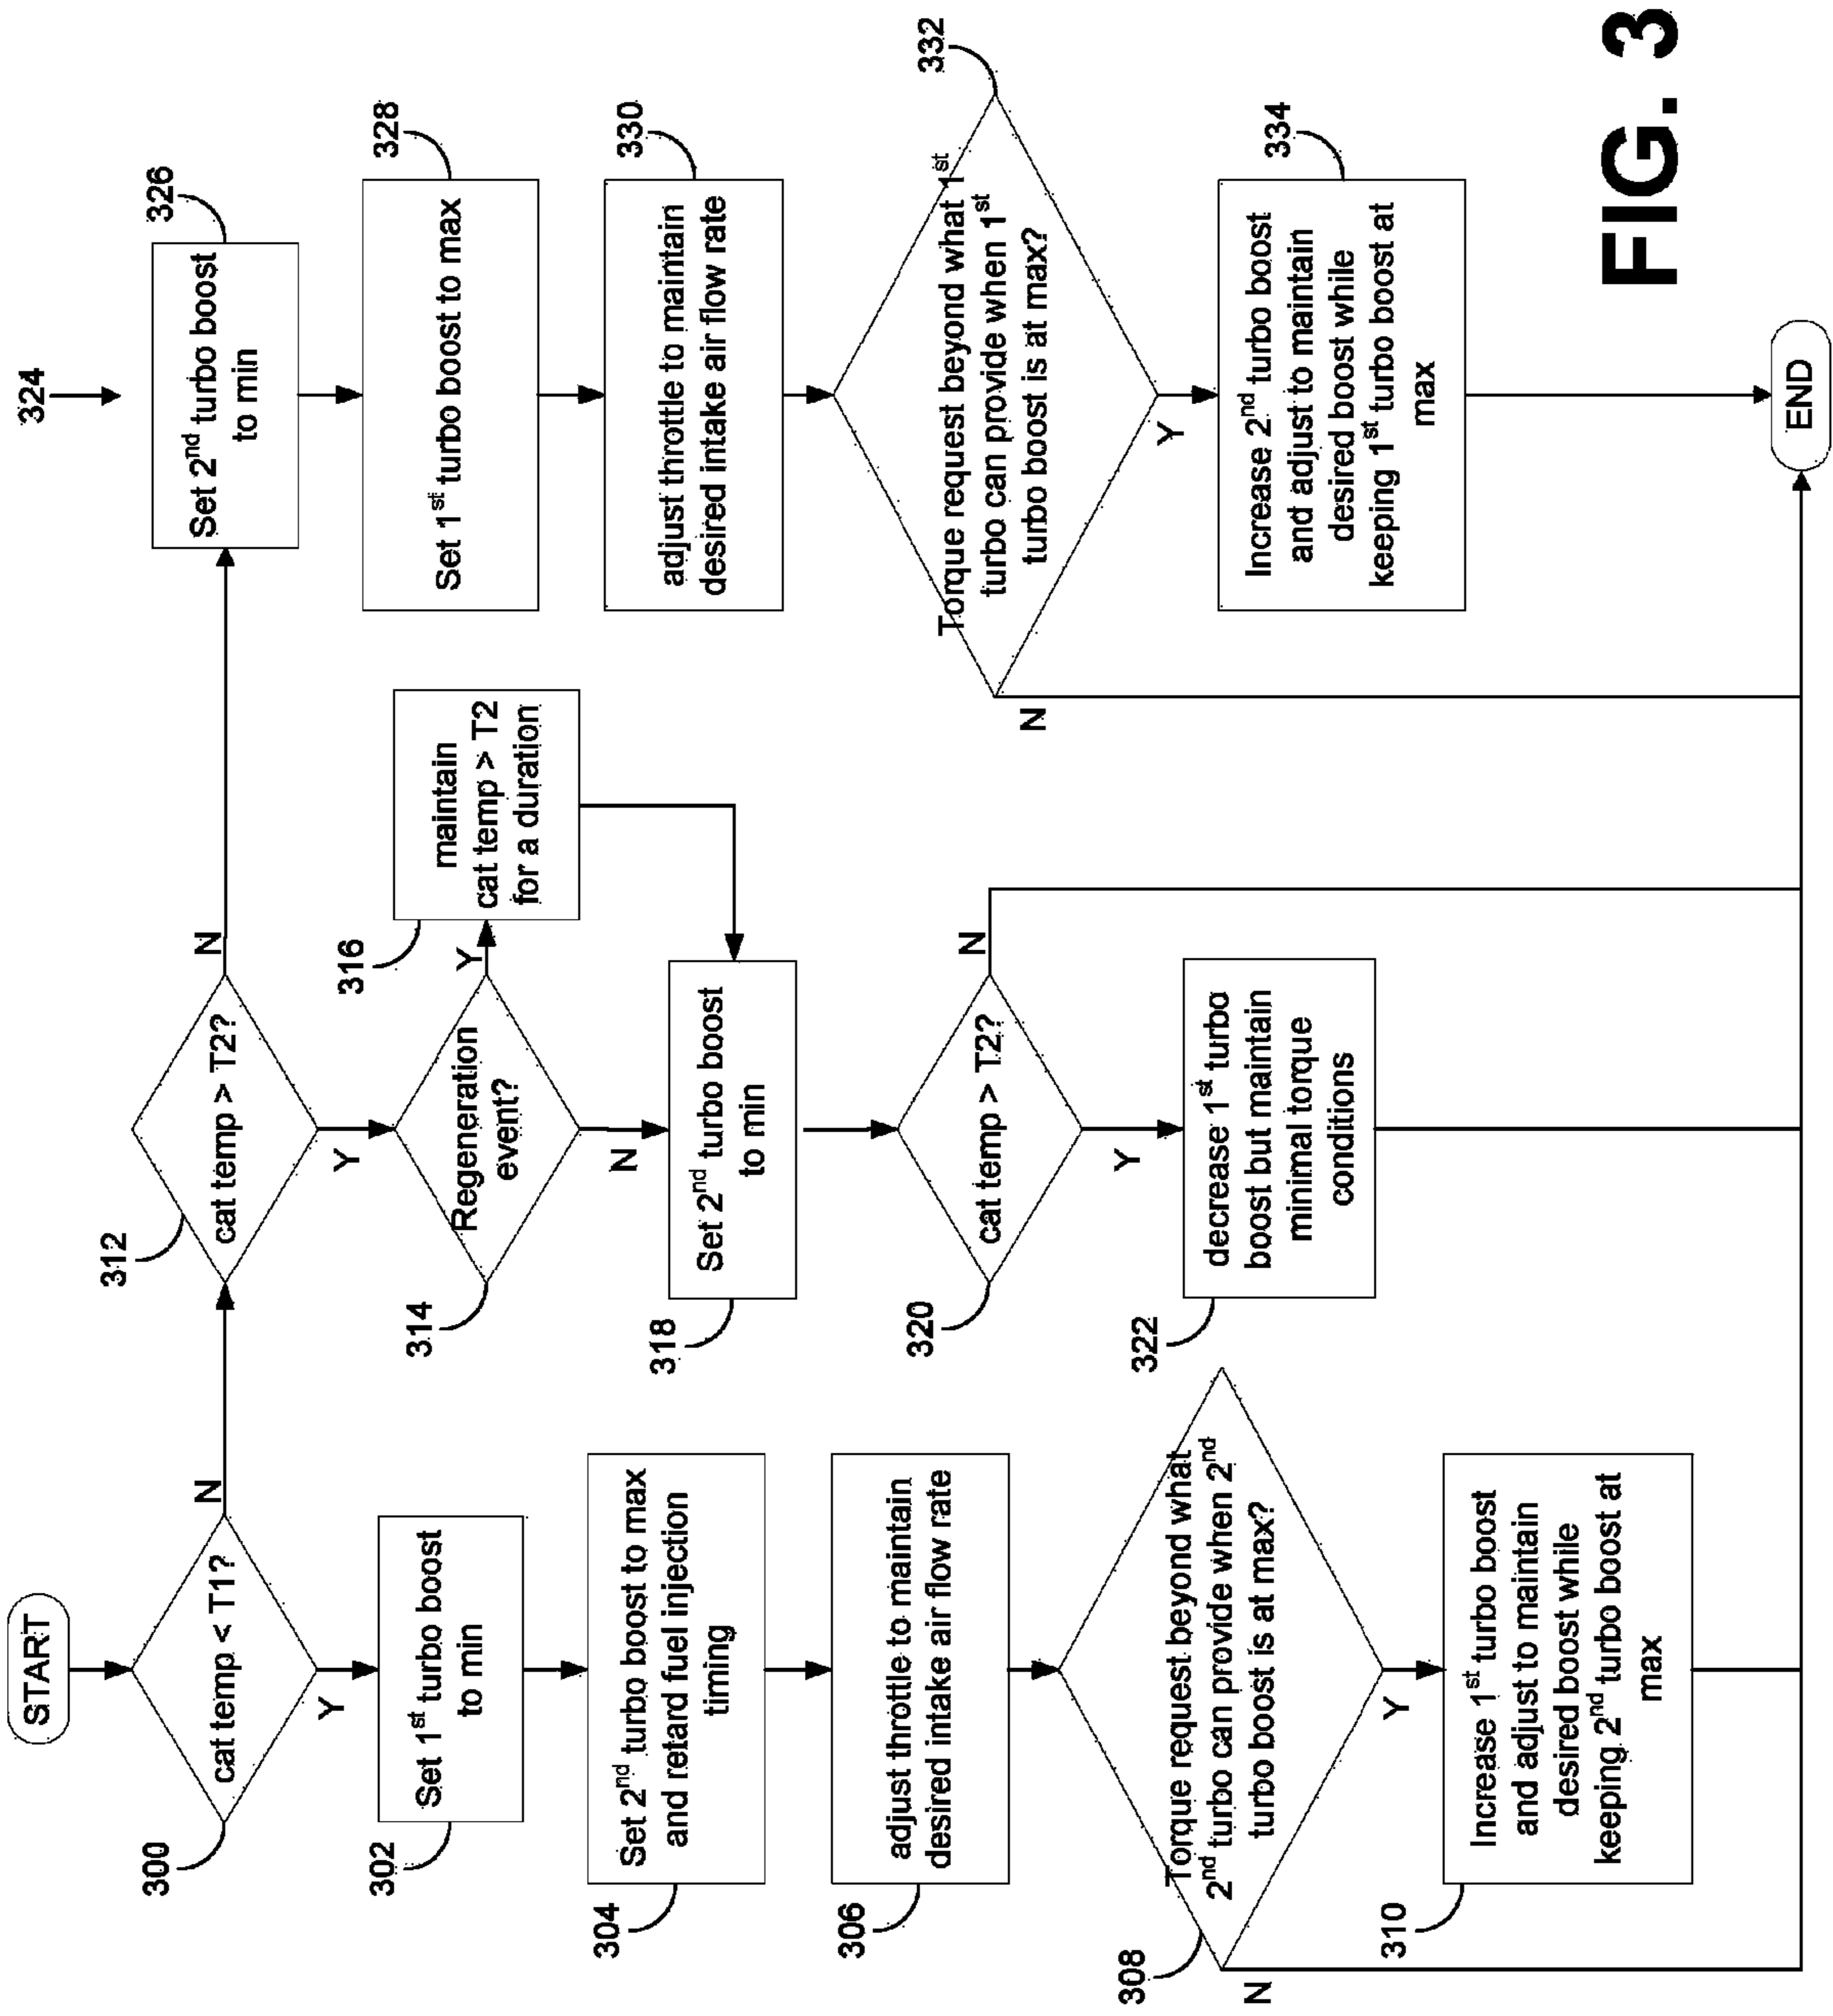 START
300
cat temp < T1?
N
Y
302
Set 1st turbo boost
to min
304
Set 2nd turbo boost to max
and retard fuel injection
timing
306
adjust throttle to maintain
desired intake air flow rate
308
Torque request beyond what
2nd turbo can provide when 2nd
turbo boost is at max?
N
Y
310
Increase 1st turbo boost
and adjust to maintain
desired boost while
keeping 2nd turbo boost at
max
312
cat temp > T2?
N
Y
314
Regeneration
event?
Y
N
316
maintain
cat temp > T2
for a duration
318
Set 2nd turbo boost
to min
320
cat temp > T2?
N
Y
322
decrease 1st turbo
boost but maintain
minimal torque
conditions
324
326
Set 2nd turbo boost
to min
328
Set 1st turbo boost to max
330
adjust throttle to maintain
desired intake air flow rate
332
Torque request beyond what 1st
turbo can provide when 1st
turbo boost is at max?
N
Y
334
Increase 2nd turbo boost
and adjust to maintain
desired boost while
keeping 1st turbo boost at
max
END
FIG. 3